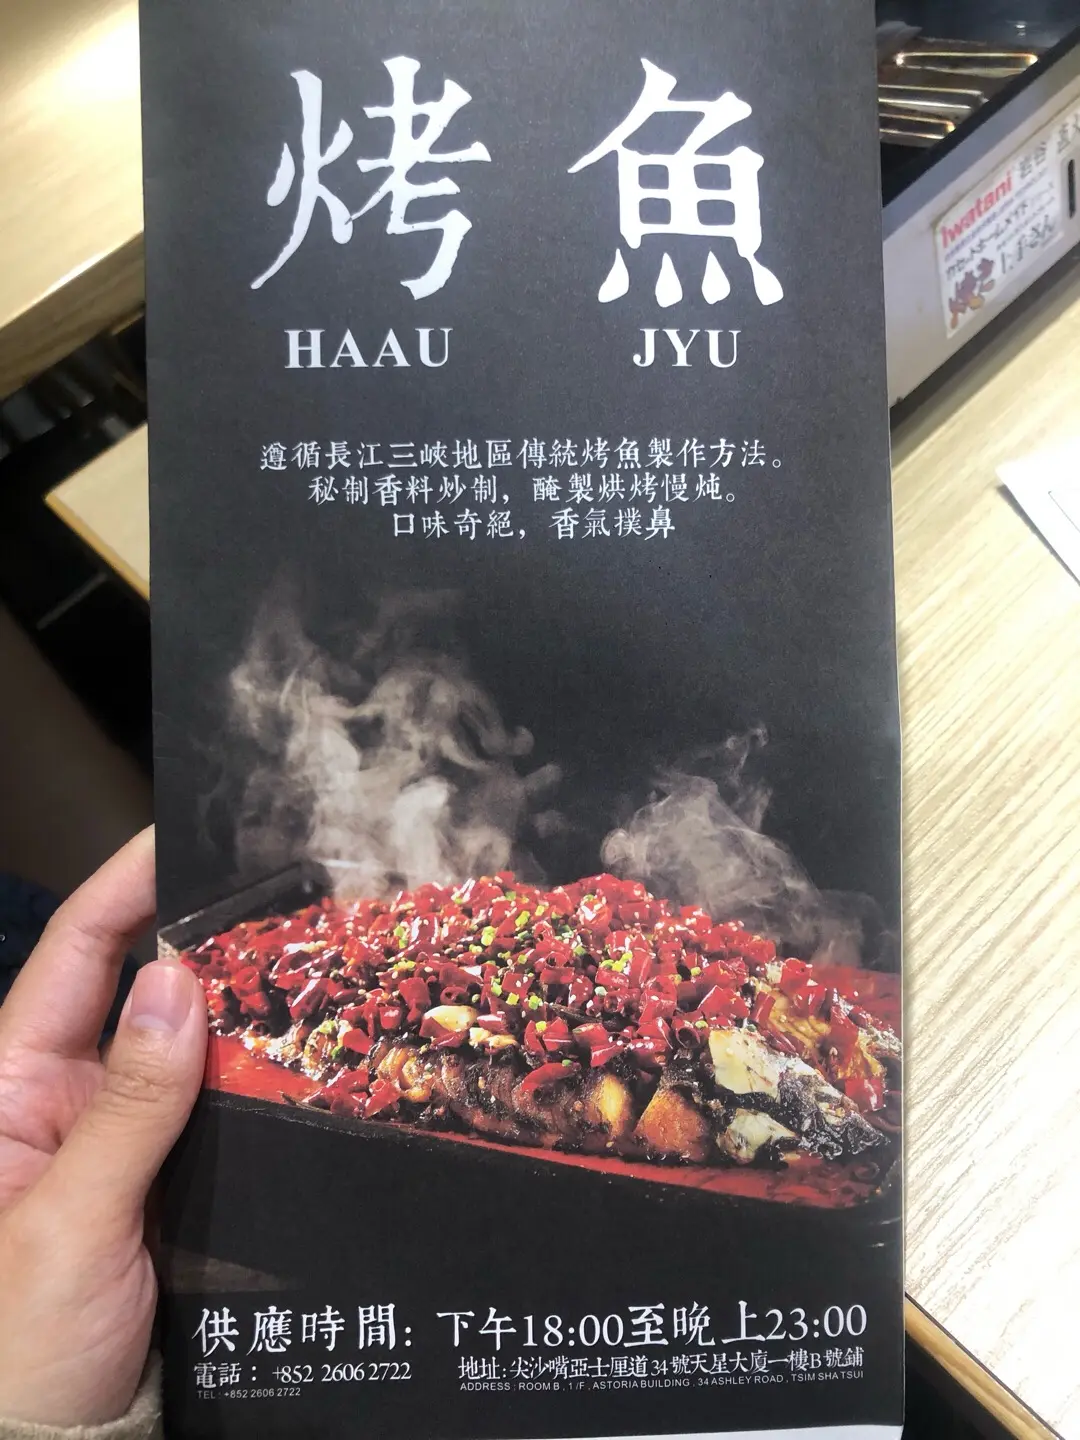 烤魚
HAAU JYU
遵循長江三峽地區傳統烤魚製作方法。
秘制香料炒制，醃製烘烤慢炖。
口味奇絕，香氣撲鼻
供應時間：下午18:00至晚上23:00
電話：+852 2606 2722
TEL : +852 2606 2722
地址：尖沙嘴亞士厘道34號天星大廈一樓B號鋪
ADDRESS : ROOM B , 1 /F , ASTORIA BUILDING , 34 ASHLEY ROAD , TSIM SHA TSUI
Iwatani 岩谷